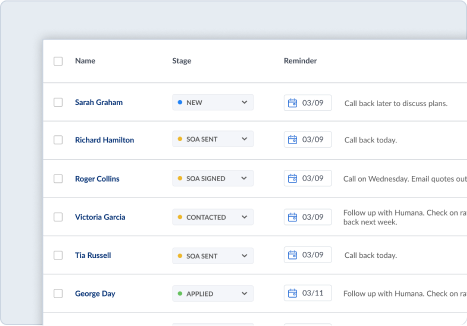 Name Stage Reminder
Sarah Graham NEW 03/09 Call back later to discuss plans.
Richard Hamilton SOA SENT 03/09 Call back today.
Roger Collins SOA SIGNED 03/09 Call on Wednesday. Email quotes out
Victoria Garcia CONTACTED 03/09 Follow up with Humana. Check on ra
back next week.
Tia Russell SOA SENT 03/09 Call back today.
George Day APPLIED 03/11 Follow up with Humana. Check on ra